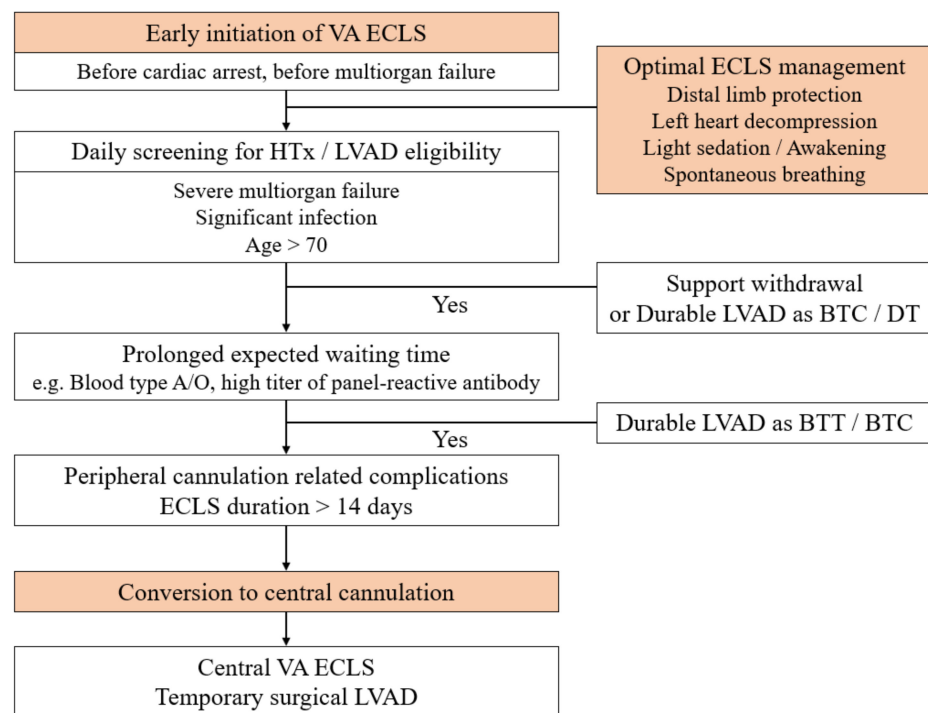 Early initiation of VA ECLS
Before cardiac arrest, before multiorgan failure
Optimal ECLS management
Distal limb protection
Left heart decompression
Light sedation / Awakening
Spontaneous breathing
Daily screening for HTx / LVAD eligibility
Severe multiorgan failure
Significant infection
Age > 70
Yes
Support withdrawal
or Durable LVAD as BTC / DT
Prolonged expected waiting time
e.g. Blood type A/O, high titer of panel-reactive antibody
Yes
Durable LVAD as BTT / BTC
Peripheral cannulation related complications
ECLS duration > 14 days
Conversion to central cannulation
Central VA ECLS
Temporary surgical LVAD